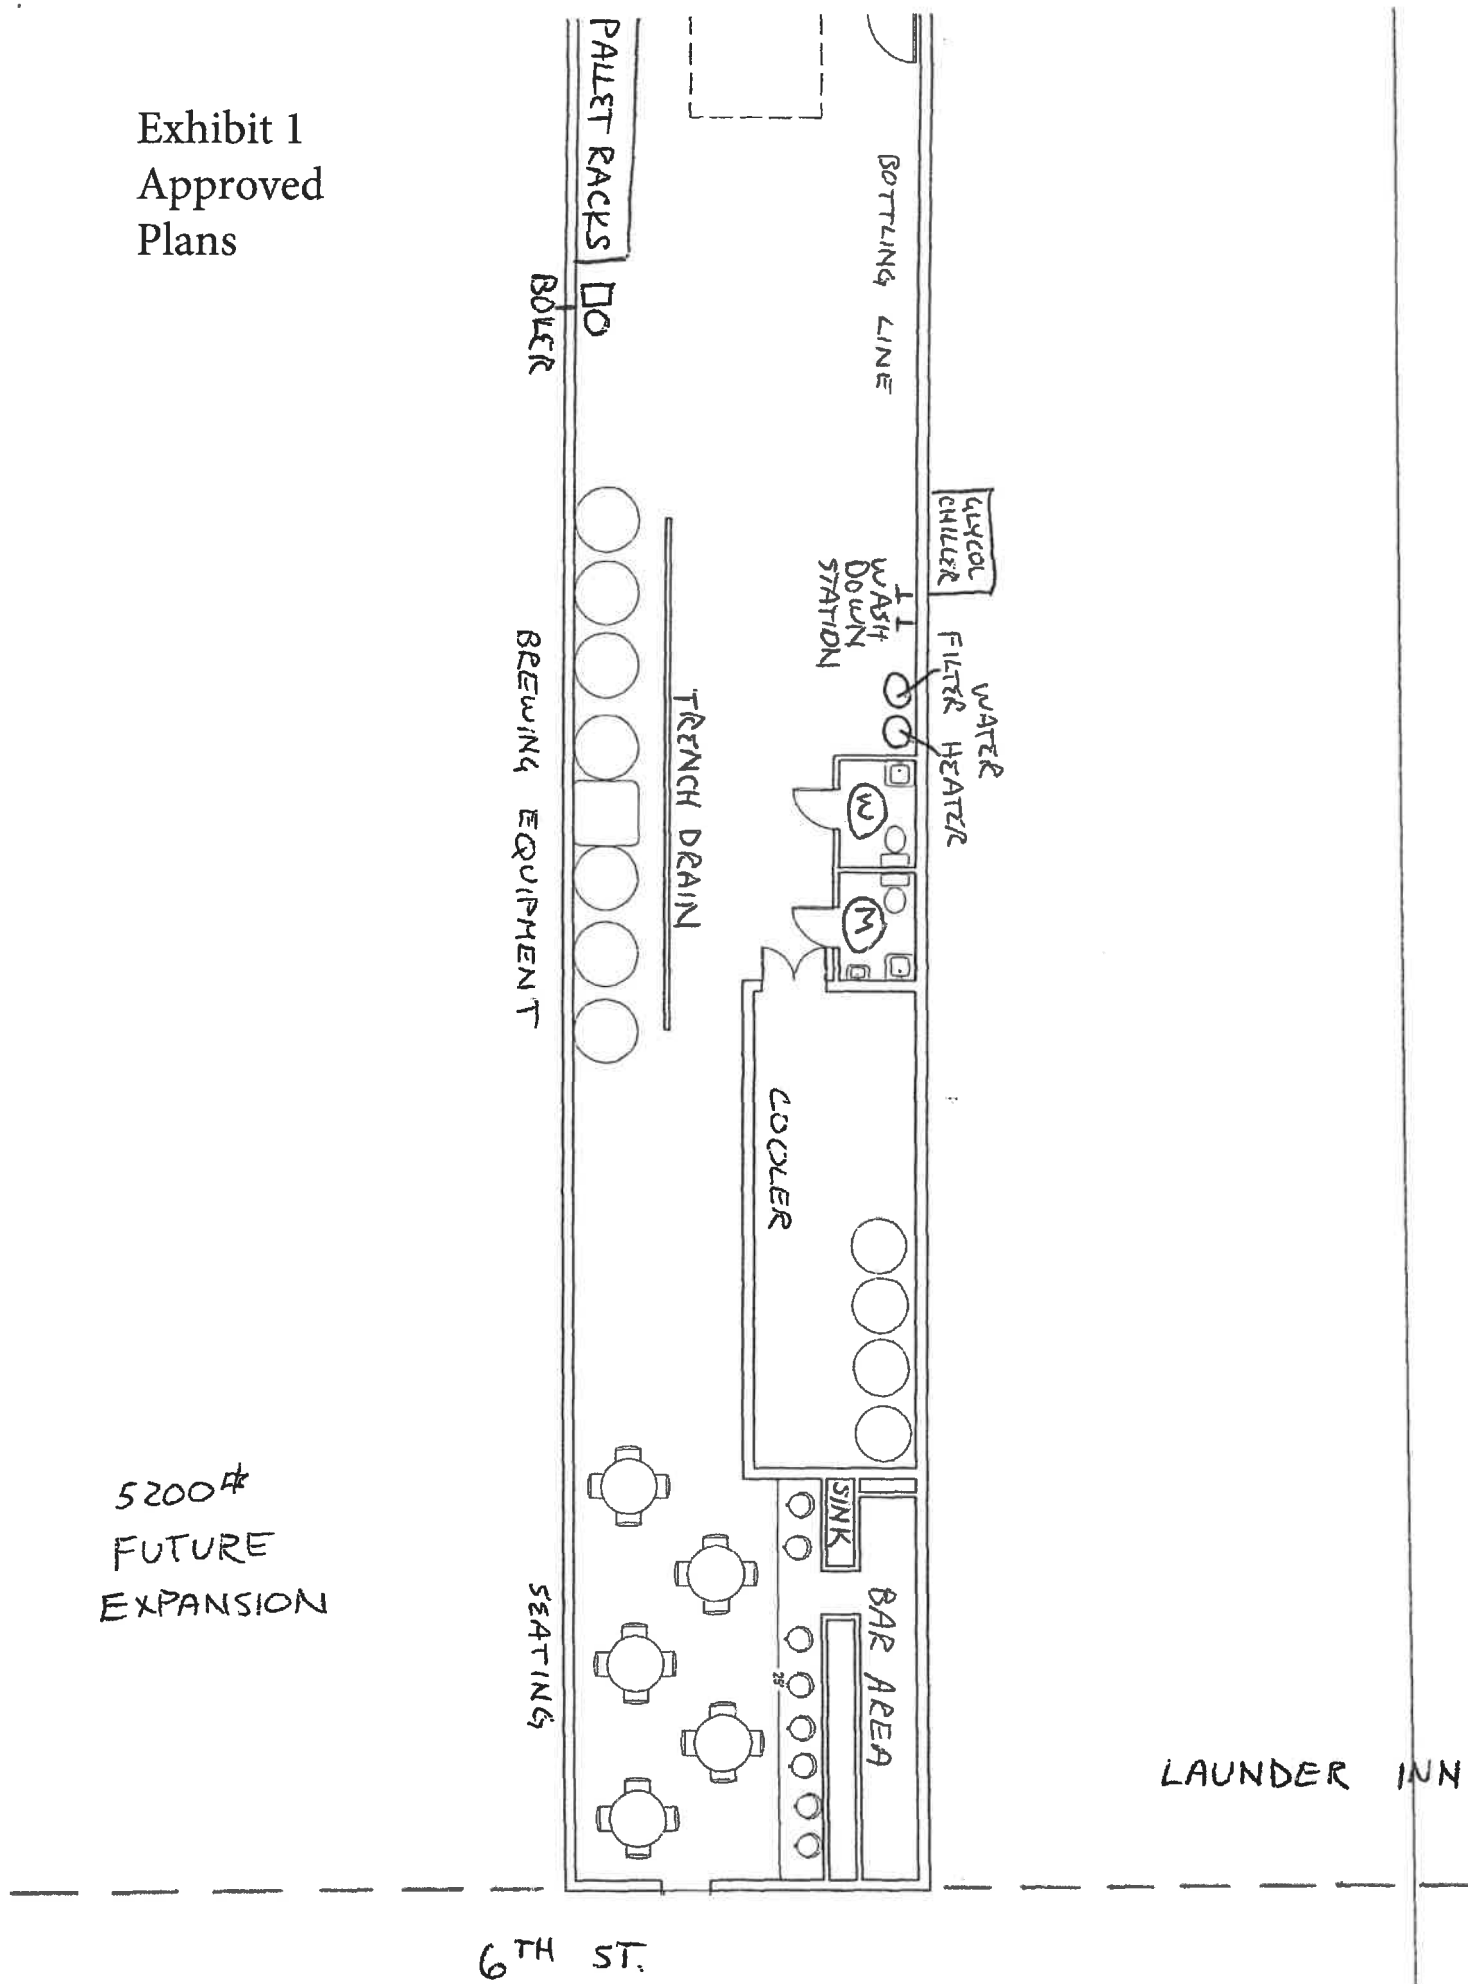 Exhibit 1
Approved
Plans
PALLET RACKS
BOILER
BOTTLING LINE
GLYCOL
CHILLER
WASH
DOWN
STATION
WATER
FILTER HEATER
BREWING EQUIPMENT
TRENCH DRAIN
W
M
COOLER
SINK
BAR AREA
25'
SEATING
5200#
FUTURE
EXPANSION
LAUNDER INN
6TH ST.